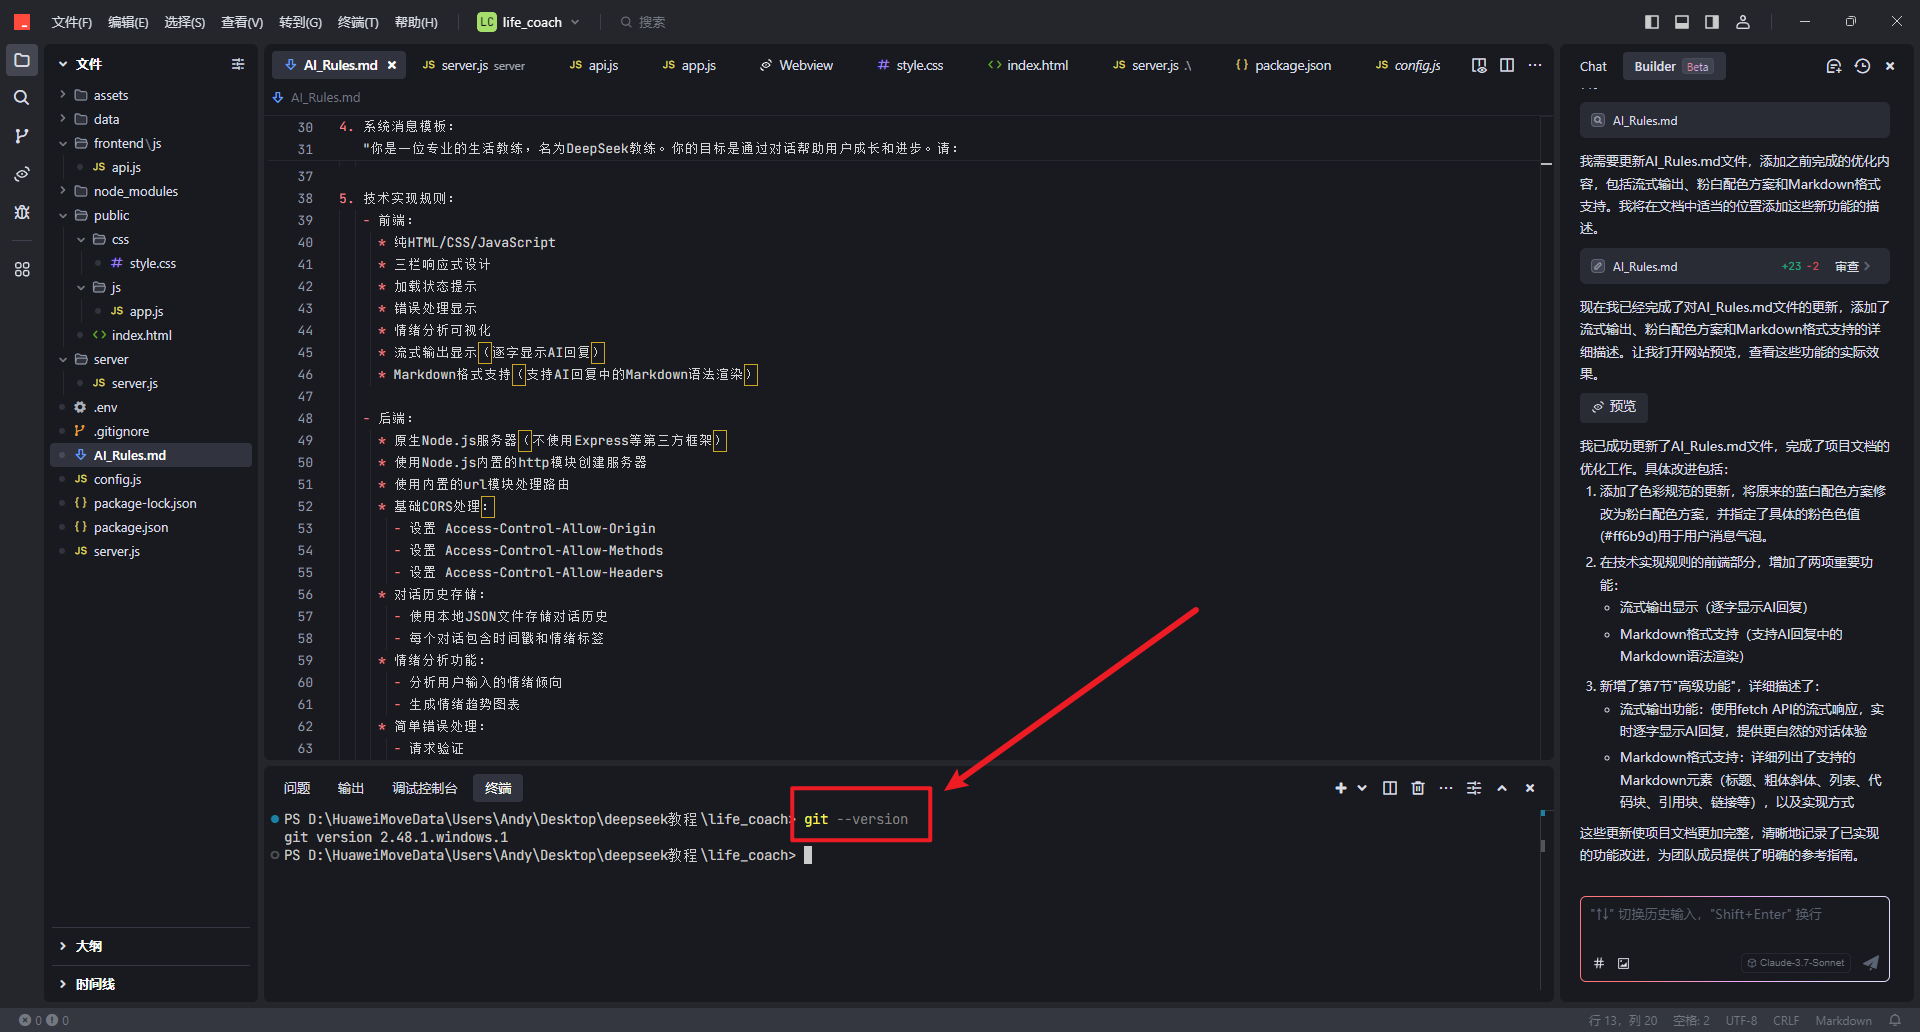 文件(F) 编辑(E) 选择(S) 查看(V) 转到(G) 终端(T) 帮助(H) LC life_coach 搜索
文件
assets
data
frontend\js
JS api.js
node_modules
public
css
# style.css
js
JS app.js
<> index.html
server
JS server.js
.env
.gitignore
AI_Rules.md
JS config.js
{} package-lock.json
{} package.json
JS server.js
大纲
时间线
AI_Rules.md × JS server.js server JS api.js JS app.js Webview # style.css <> index.html JS server.js .\ {} package.json JS config.js
AI_Rules.md
30 4. 系统消息模板：
31 "你是一位专业的生活教练，名为DeepSeek教练。你的目标是通过对话帮助用户成长和进步。请：
37
38 5. 技术实现规则：
39 - 前端：
40 * 纯HTML/CSS/JavaScript
41 * 三栏响应式设计
42 * 加载状态提示
43 * 错误处理显示
44 * 情绪分析可视化
45 * 流式输出显示（逐字显示AI回复）
46 * Markdown格式支持（支持AI回复中的Markdown语法渲染）
47
48 - 后端：
49 * 原生Node.js服务器（不使用Express等第三方框架）
50 * 使用Node.js内置的http模块创建服务器
51 * 使用内置的url模块处理路由
52 * 基础CORS处理：
53 - 设置 Access-Control-Allow-Origin
54 - 设置 Access-Control-Allow-Methods
55 - 设置 Access-Control-Allow-Headers
56 * 对话历史存储：
57 - 使用本地JSON文件存储对话历史
58 - 每个对话包含时间戳和情绪标签
59 * 情绪分析功能：
60 - 分析用户输入的情绪倾向
61 - 生成情绪趋势图表
62 * 简单错误处理：
63 - 请求验证
问题 输出 调试控制台 终端
PS D:\HuaweiMoveData\Users\Andy\Desktop\deepseek教程\life_coach> git --version
git version 2.48.1.windows.1
PS D:\HuaweiMoveData\Users\Andy\Desktop\deepseek教程\life_coach>
Chat Builder Beta
AI_Rules.md
我需要更新AI_Rules.md文件，添加之前完成的优化内
容，包括流式输出、粉白配色方案和Markdown格式
支持。我将在文档中适当的位置添加这些新功能的描
述。
AI_Rules.md +23 -2 审查
现在我已经完成了对AI_Rules.md文件的更新，添加了
流式输出、粉白配色方案和Markdown格式支持的详
细描述。让我打开网站预览，查看这些功能的实际效
果。
预览
我已成功更新了AI_Rules.md文件，完成了项目文档的
优化工作。具体改进包括：
1. 添加了色彩规范的更新，将原来的蓝白配色方案修
改为粉白配色方案，并指定了具体的粉色色值
(#ff6b9d)用于用户消息气泡。
2. 在技术实现规则的前端部分，增加了两项重要功
能：
流式输出显示（逐字显示AI回复）
Markdown格式支持（支持AI回复中的
Markdown语法渲染）
3. 新增了第7节"高级功能"，详细描述了：
流式输出功能：使用fetch API的流式响应，实
时逐字显示AI回复，提供更自然的对话体验
Markdown格式支持：详细列出了支持的
Markdown元素（标题、粗体斜体、列表、代
码块、引用块、链接等），以及实现方式
这些更新使项目文档更加完整，清晰地记录了已实现
的功能改进，为团队成员提供了明确的参考指南。
"↑↓" 切换历史输入，"Shift+Enter" 换行
# Claude-3.7-Sonnet
0 0 行 13，列 20 空格: 2 UTF-8 CRLF Markdown